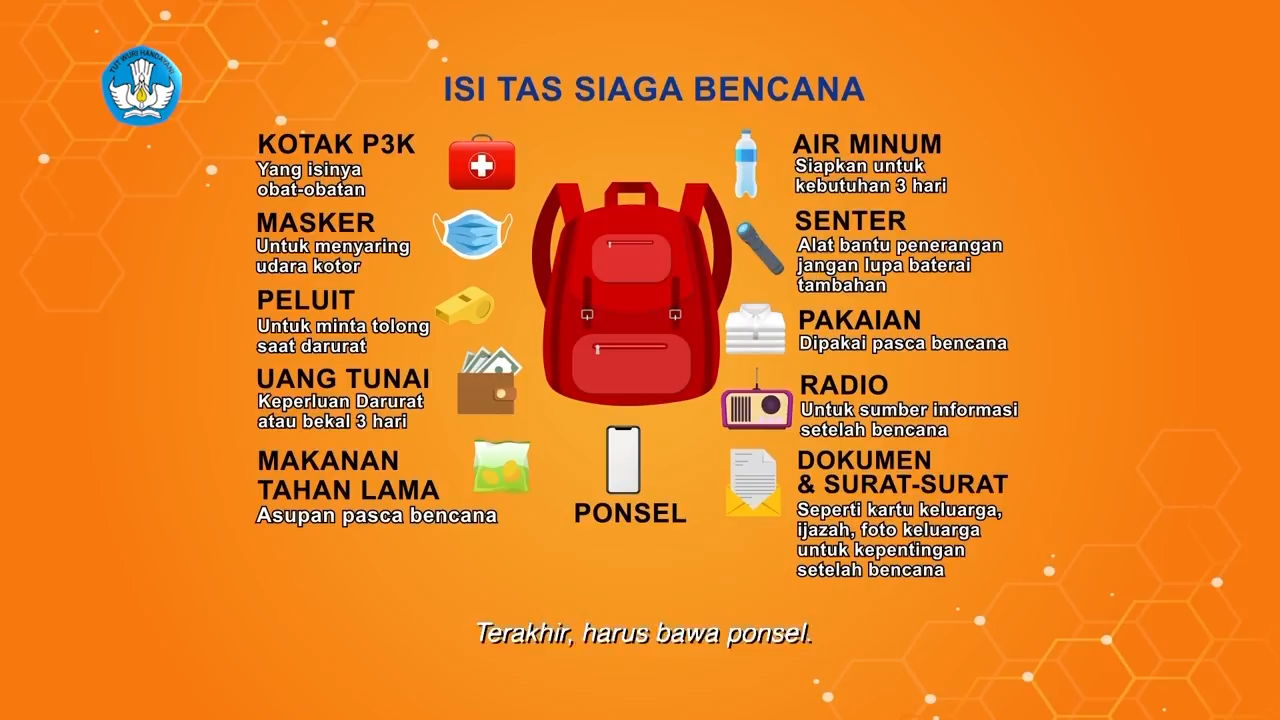 TUT WURI HANDAYANI
ISI TAS SIAGA BENCANA
KOTAK P3K
Yang isinya
obat-obatan
MASKER
Untuk menyaring
udara kotor
PELUIT
Untuk minta tolong
saat darurat
UANG TUNAI
Keperluan Darurat
atau bekal 3 hari
MAKANAN
TAHAN LAMA
Asupan pasca bencana
PONSEL
AIR MINUM
Siapkan untuk
kebutuhan 3 hari
SENTER
Alat bantu penerangan
jangan lupa baterai
tambahan
PAKAIAN
Dipakai pasca bencana
RADIO
Untuk sumber informasi
setelah bencana
DOKUMEN
& SURAT-SURAT
Seperti kartu keluarga,
ijazah, foto keluarga
untuk kepentingan
setelah bencana
Terakhir, harus bawa ponsel.